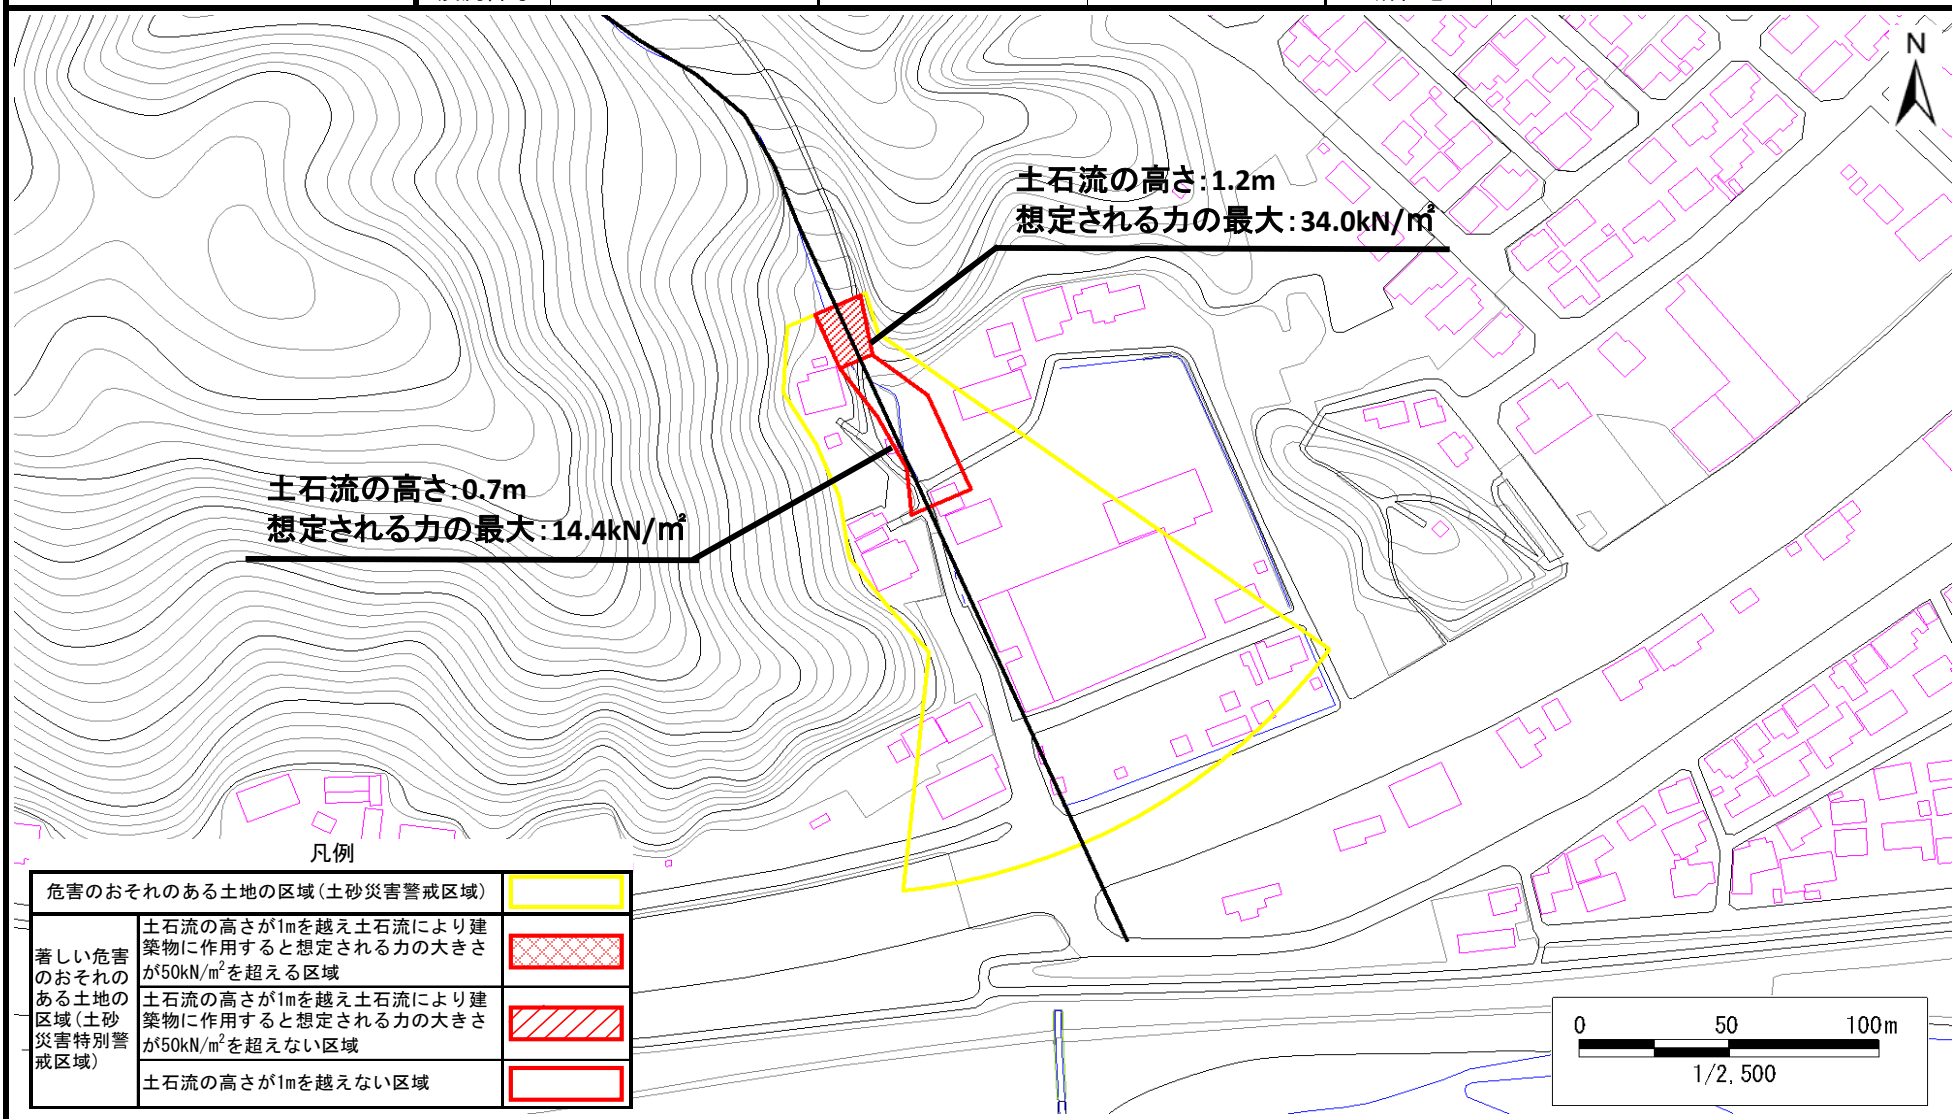 N
土石流の高さ:1.2m
想定される力の最大:34.0kN/㎡
土石流の高さ:0.7m
想定される力の最大:14.4kN/㎡
凡例
危害のおそれのある土地の区域(土砂災害警戒区域)
著しい危害
のおそれの
ある土地の
区域(土砂
災害特別警
戒区域)
土石流の高さが1mを越え土石流により建
築物に作用すると想定される力の大きさ
が50kN/m²を超える区域
土石流の高さが1mを越え土石流により建
築物に作用すると想定される力の大きさ
が50kN/m²を超えない区域
土石流の高さが1mを越えない区域
0 50 100m
1/2,500